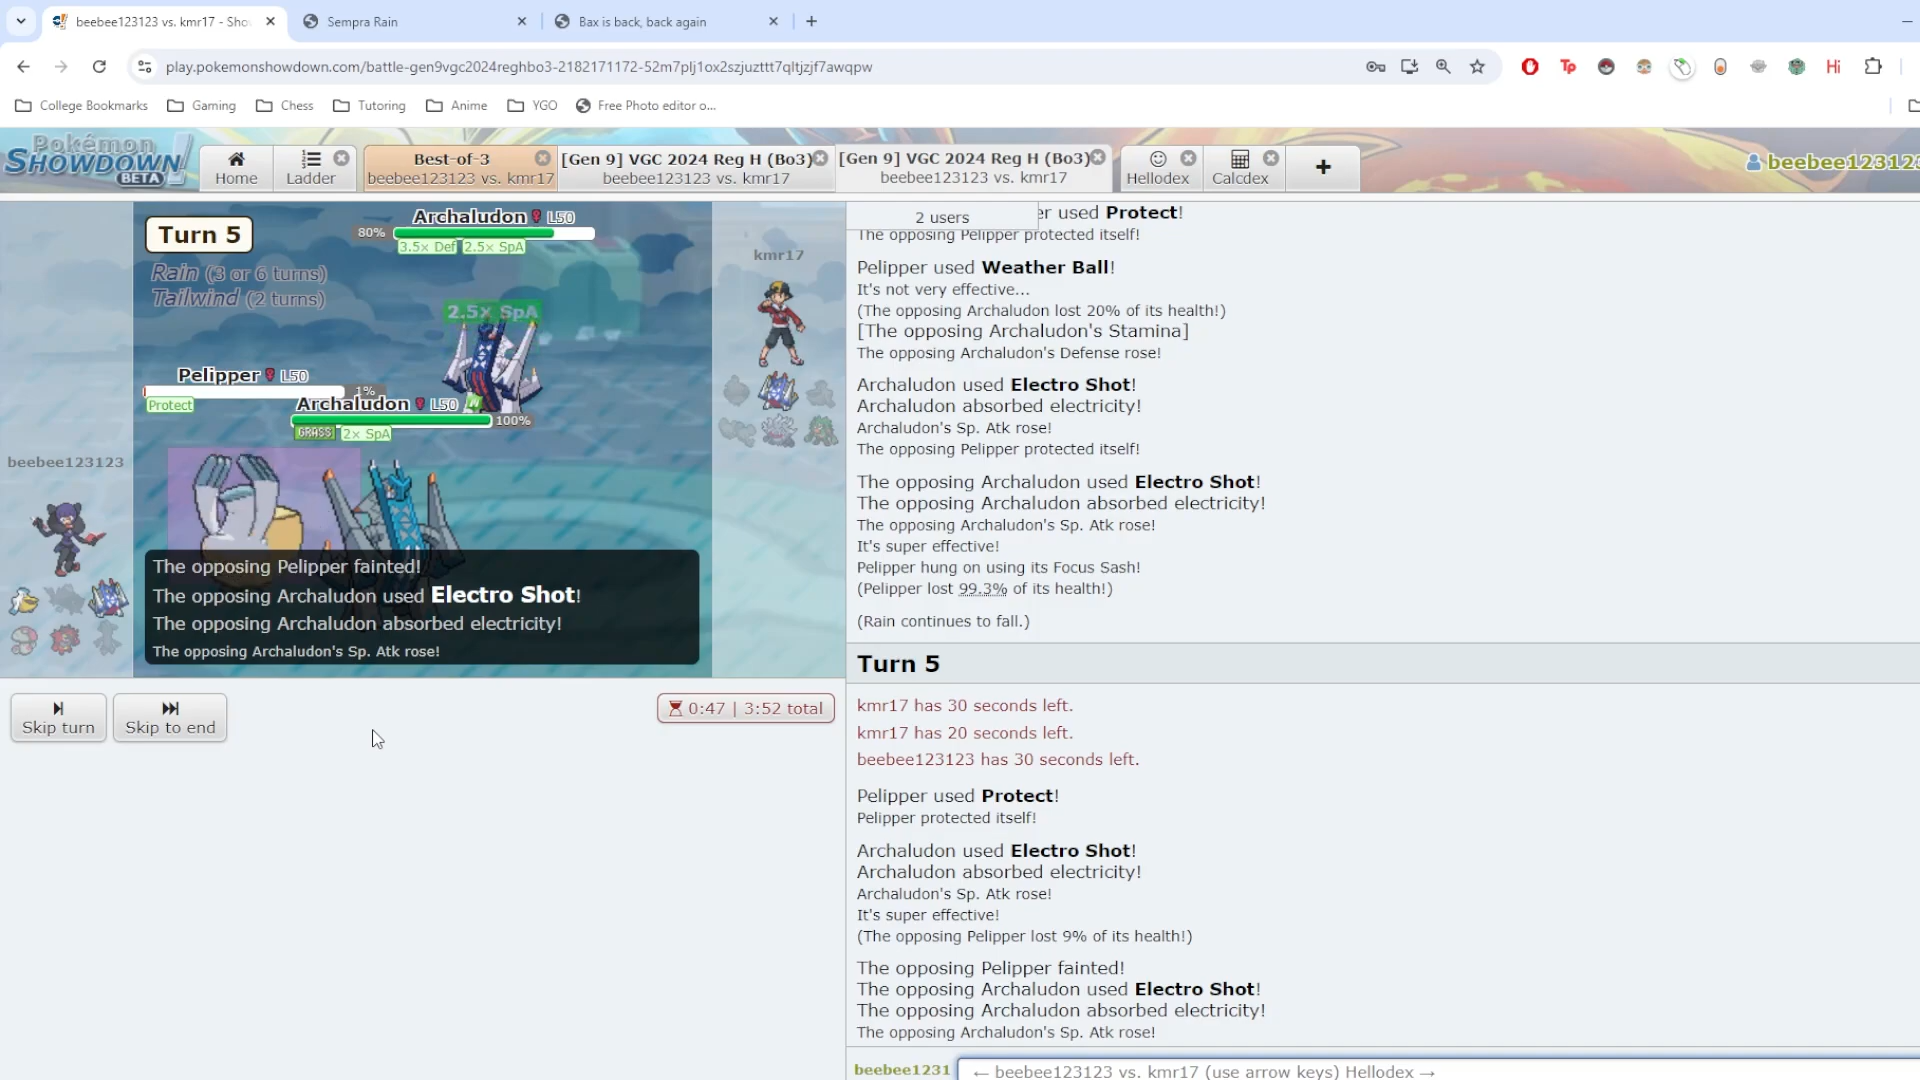 beebee123123 vs. kmr17 - Sho
Sempra Rain
Bax is back, back again
play.pokemonshowdown.com/battle-gen9vgc2024reghbo3-2182171172-52m7plj1ox2szjuzttt7qltjzjf7awqpw
Tp
Hi
College Bookmarks
Gaming
Chess
Tutoring
Anime
YGO
Free Photo editor o...
Pokémon
SHOWDOWN!
BETA
Home
Ladder
Best-of-3
beebee123123 vs. kmr17
[Gen 9] VGC 2024 Reg H (Bo3)
beebee123123 vs. kmr17
[Gen 9] VGC 2024 Reg H (Bo3)
beebee123123 vs. kmr17
Hellodex
Calcdex
beebee123123
Turn 5
Rain (3 or 6 turns)
Tailwind (2 turns)
Archaludon L50
80%
3.5× Def 2.5× SpA
2.5× SpA
kmr17
Pelipper L50
1%
Protect
Archaludon L50
100%
GRASS 2× SpA
beebee123123
The opposing Pelipper fainted!
The opposing Archaludon used Electro Shot!
The opposing Archaludon absorbed electricity!
The opposing Archaludon's Sp. Atk rose!
Skip turn
Skip to end
0:47 | 3:52 total
2 users
er used Protect!
The opposing Pelipper protected itself!
Pelipper used Weather Ball!
It's not very effective...
(The opposing Archaludon lost 20% of its health!)
[The opposing Archaludon's Stamina]
The opposing Archaludon's Defense rose!
Archaludon used Electro Shot!
Archaludon absorbed electricity!
Archaludon's Sp. Atk rose!
The opposing Pelipper protected itself!
The opposing Archaludon used Electro Shot!
The opposing Archaludon absorbed electricity!
The opposing Archaludon's Sp. Atk rose!
It's super effective!
Pelipper hung on using its Focus Sash!
(Pelipper lost 99.3% of its health!)
(Rain continues to fall.)
Turn 5
kmr17 has 30 seconds left.
kmr17 has 20 seconds left.
beebee123123 has 30 seconds left.
Pelipper used Protect!
Pelipper protected itself!
Archaludon used Electro Shot!
Archaludon absorbed electricity!
Archaludon's Sp. Atk rose!
It's super effective!
(The opposing Pelipper lost 9% of its health!)
The opposing Pelipper fainted!
The opposing Archaludon used Electro Shot!
The opposing Archaludon absorbed electricity!
The opposing Archaludon's Sp. Atk rose!
beebee1231
← beebee123123 vs. kmr17 (use arrow keys) Hellodex →